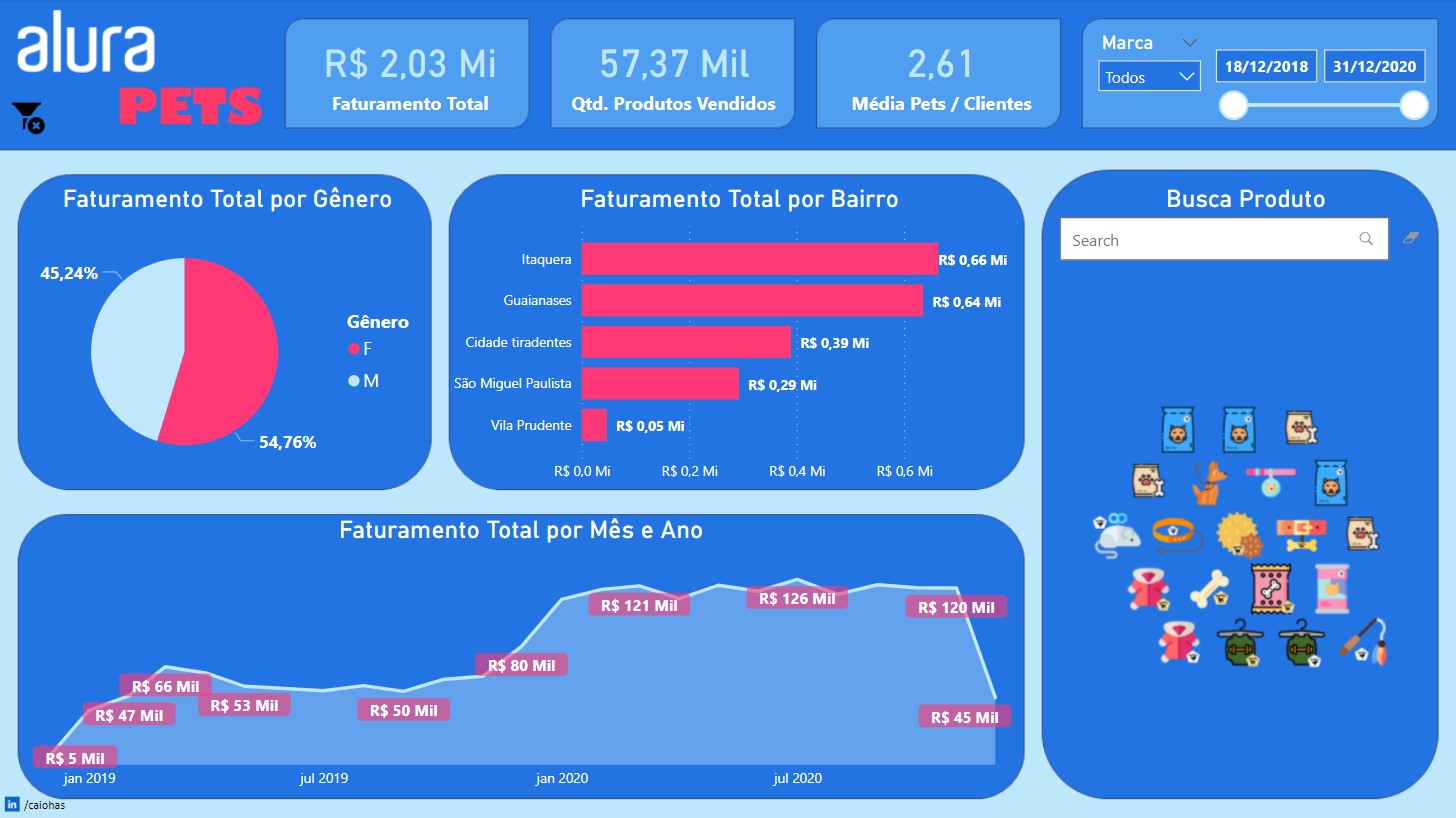 alura
PETS
R$ 2,03 Mi
Faturamento Total
57,37 Mil
Qtd. Produtos Vendidos
2,61
Média Pets / Clientes
Marca
Todos
18/12/2018
31/12/2020
Faturamento Total por Gênero
45,24%
54,76%
Gênero
F
M
Faturamento Total por Bairro
Itaquera
R$ 0,66 Mi
Guaianases
R$ 0,64 Mi
Cidade tiradentes
R$ 0,39 Mi
São Miguel Paulista
R$ 0,29 Mi
Vila Prudente
R$ 0,05 Mi
R$ 0,0 Mi
R$ 0,2 Mi
R$ 0,4 Mi
R$ 0,6 Mi
Busca Produto
Search
Faturamento Total por Mês e Ano
R$ 5 Mil
R$ 47 Mil
R$ 66 Mil
R$ 53 Mil
R$ 50 Mil
R$ 80 Mil
R$ 121 Mil
R$ 126 Mil
R$ 120 Mil
R$ 45 Mil
jan 2019
jul 2019
jan 2020
jul 2020
in /caiohas